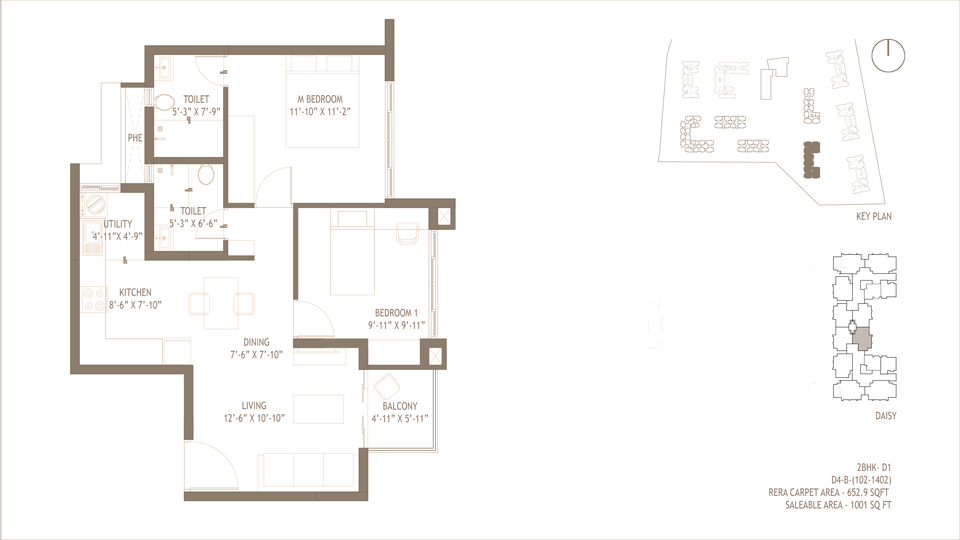 TOILET
5'-3" X 7'-9"
M BEDROOM
11'-10" X 11'-2"
PHE
TOILET
5'-3" X 6'-6"
UTILITY
4'-11"X 4'-9"
KITCHEN
8'-6" X 7'-10"
BEDROOM 1
9'-11" X 9'-11"
DINING
7'-6" X 7'-10"
LIVING
12'-6" X 10'-10"
BALCONY
4'-11" X 5'-11"
KEY PLAN
DAISY
2BHK- D1
D4-B-(102-1402)
RERA CARPET AREA - 652.9 SQFT
SALEABLE AREA - 1001 SQ FT